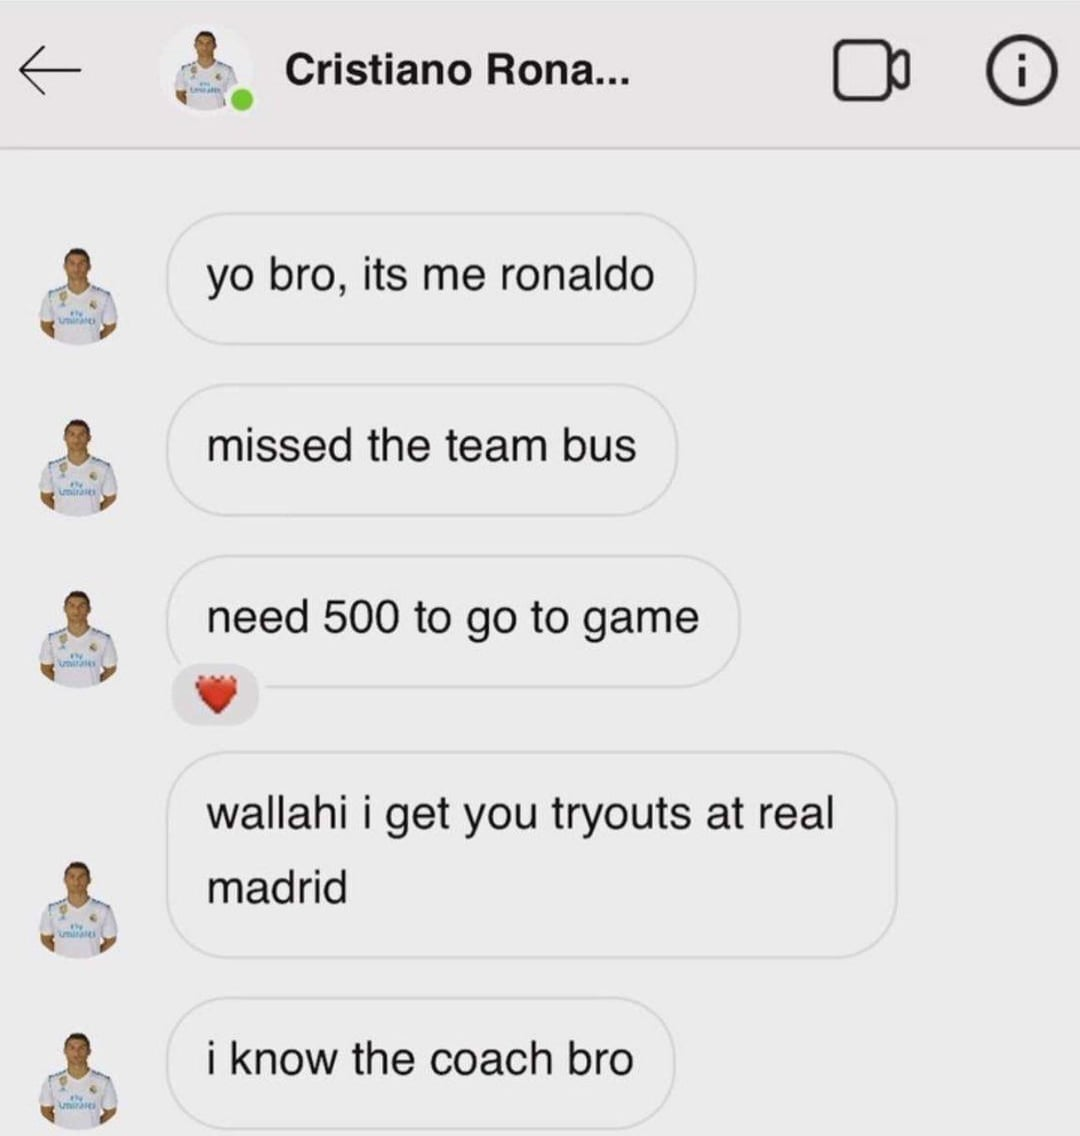 Cristiano Rona...
yo bro, its me ronaldo
missed the team bus
need 500 to go to game
wallahi i get you tryouts at real
madrid
i know the coach bro